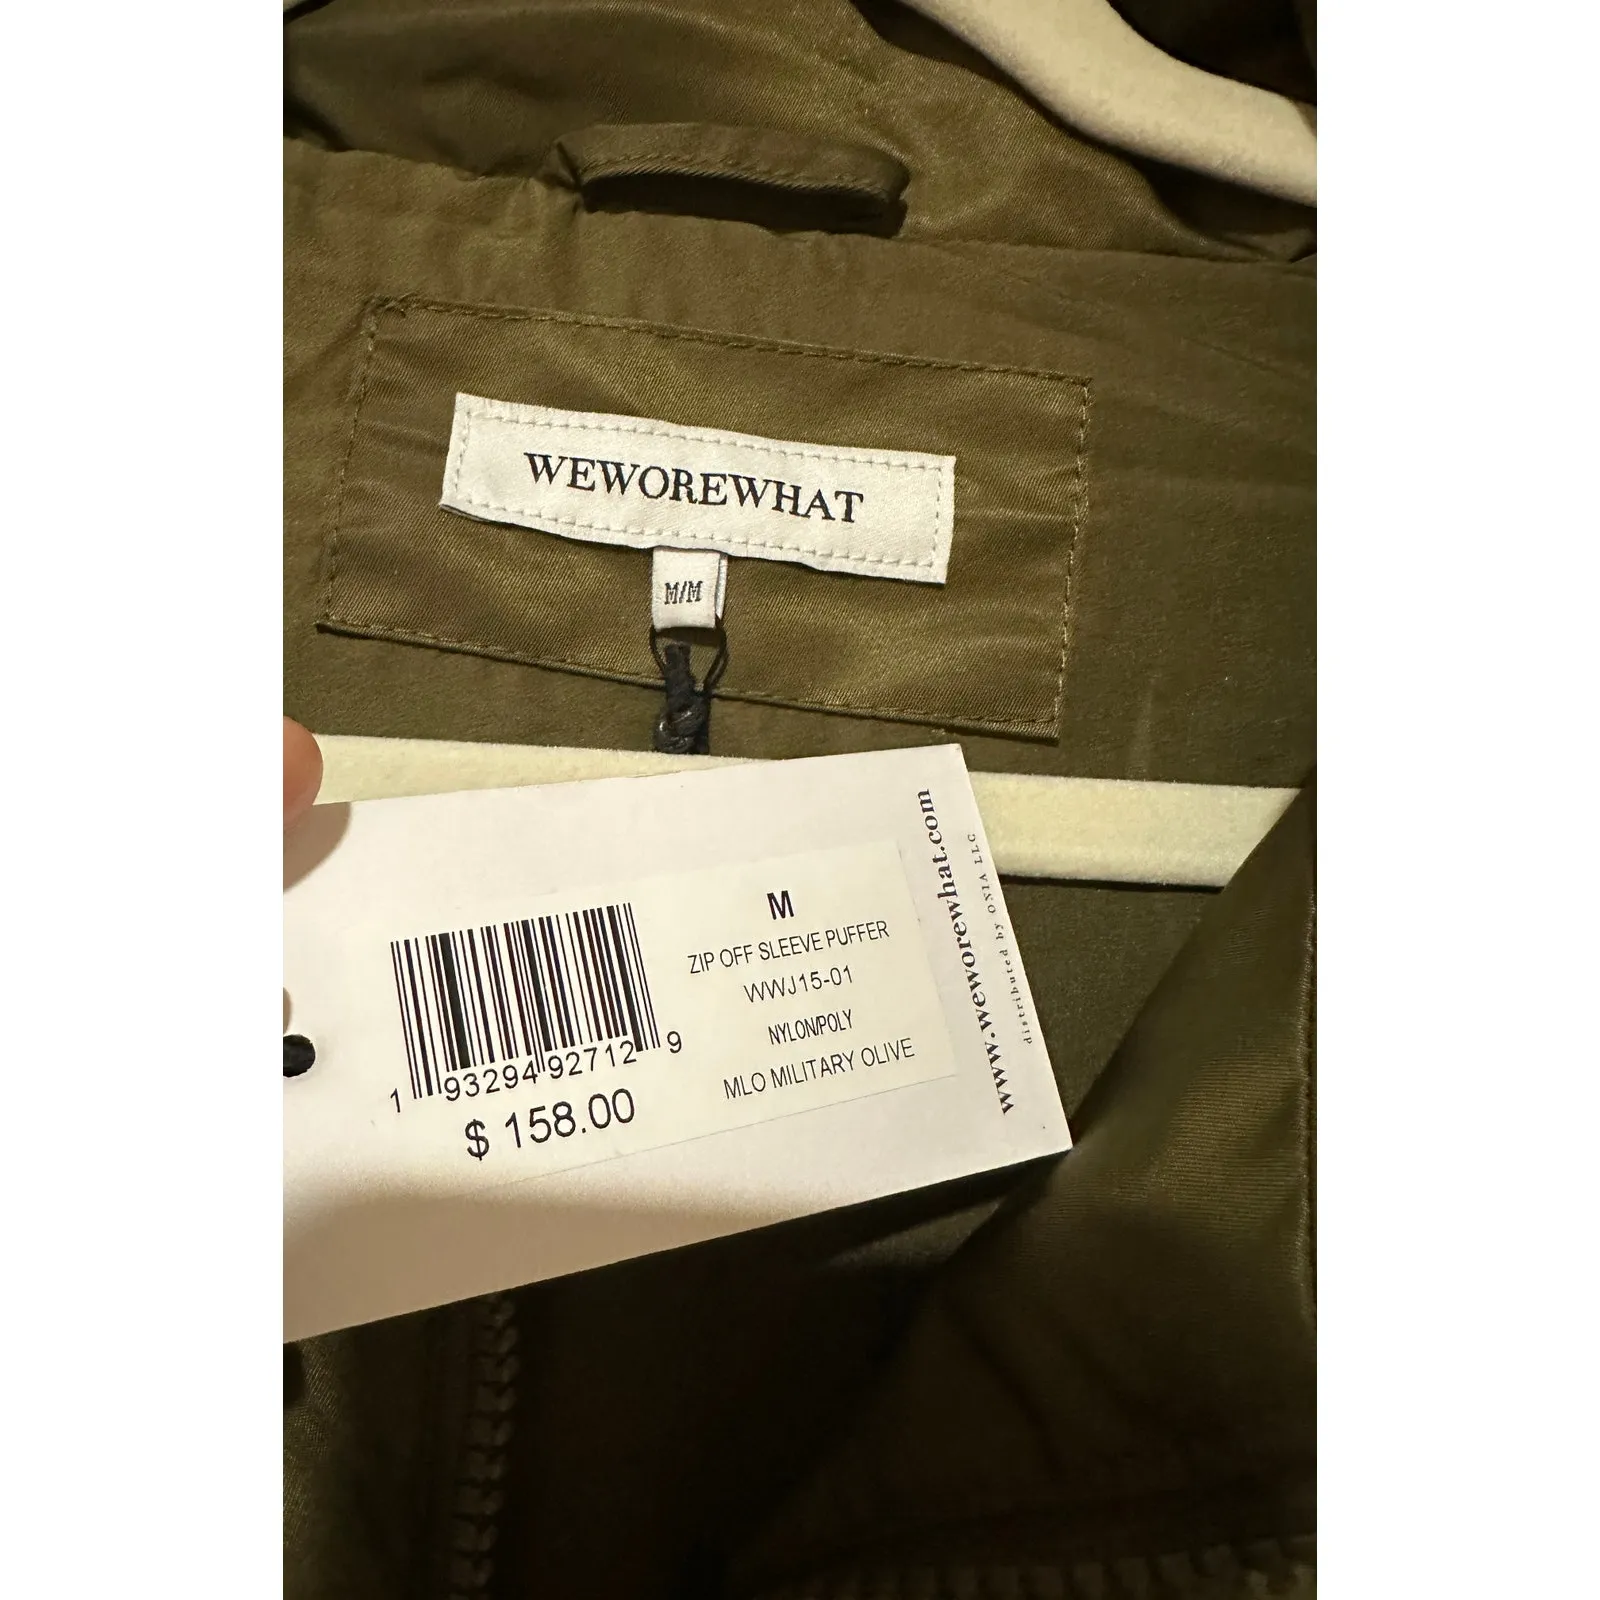 WEWOREWHAT
M/M
M
ZIP OFF SLEEVE PUFFER
WWJ15-01
NYLON/POLY
MLO MILITARY OLIVE
1 93294 92712 9
$ 158.00
www.weworewhat.com
distributed by ONIA LLC